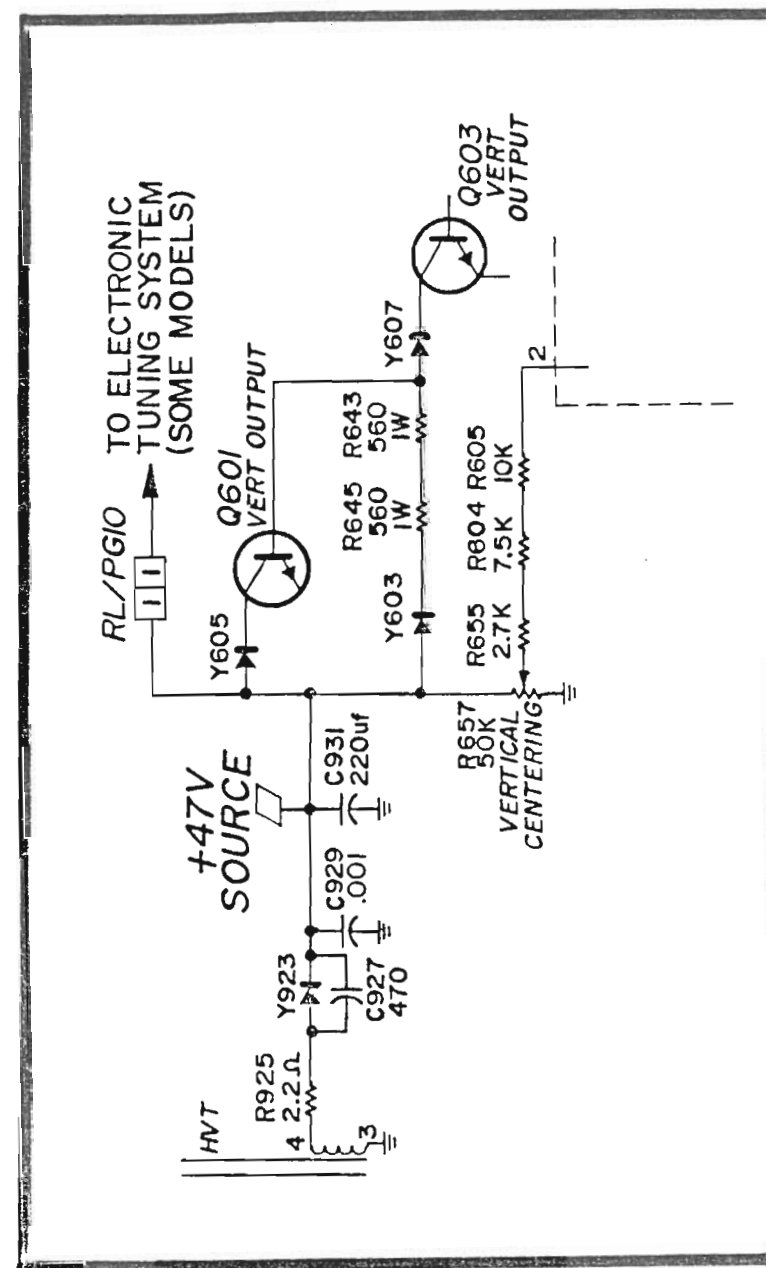 HVT
4
3
R925
2.2Ω
Y923
C927
470
C929
.001
+47V
SOURCE
C931
220uf
RL/PG10
1 1
TO ELECTRONIC
TUNING SYSTEM
(SOME MODELS)
Y605
Q601
VERT OUTPUT
Y603
R645
560
1W
R643
560
1W
Y607
Q603
VERT
OUTPUT
R657
50K
VERTICAL
CENTERING
R655
2.7K
R804
7.5K
R605
10K
2